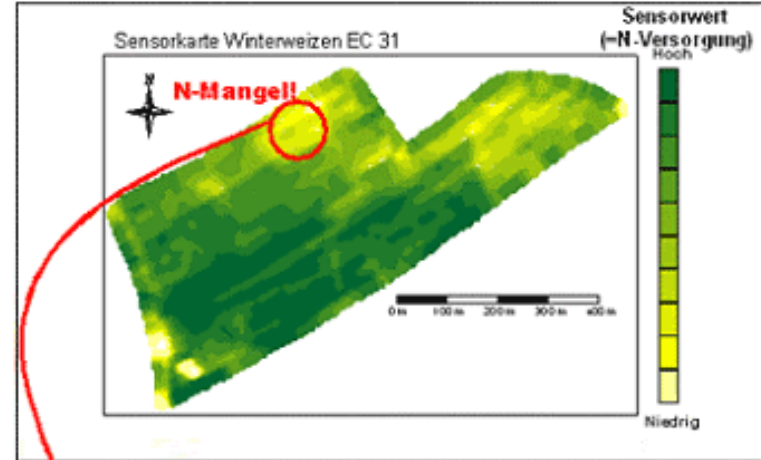 Sensorwert
(=N-Versorgung)
Hoch
Sensorkarte Winterweizen EC 31
N
N-Mangel!
0 m 100 m 200 m 300 m 400 m
Niedrig